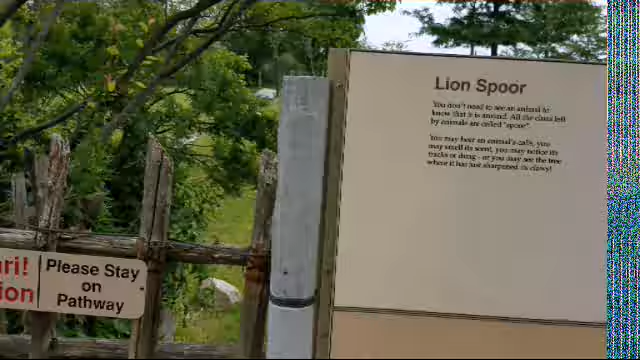 Lion Spoor
You don't need to see an animal to
know that it is around. All the clues left
by animals are called "spoor".
You may hear an animal's calls, you
may smell its scent, you may notice its
tracks or dung - or you may see the tree
where it has just sharpened its claws!
ari!
ion
Please Stay
on
Pathway